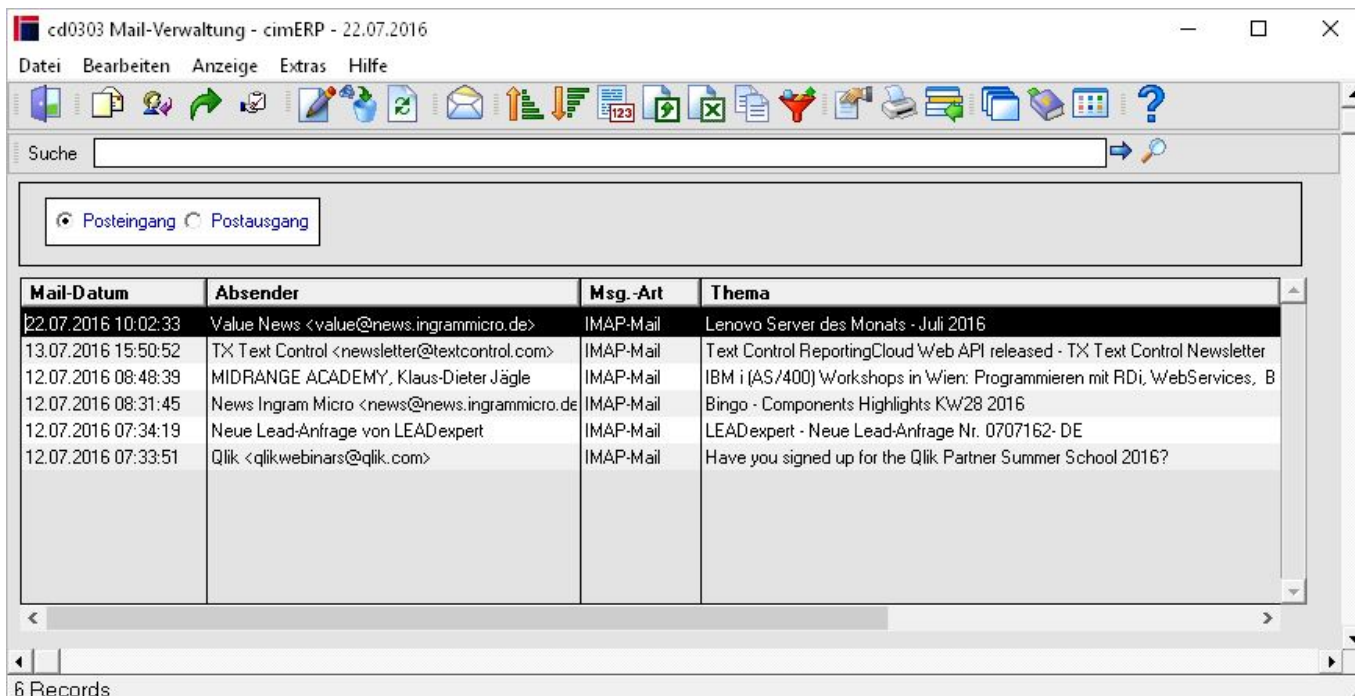 cd0303 Mail-Verwaltung - cimERP - 22.07.2016
Datei Bearbeiten Anzeige Extras Hilfe
123
Suche
Posteingang Postausgang
Mail-Datum Absender Msg.-Art Thema
22.07.2016 10:02:33 Value News <value@news.ingrammicro.de> IMAP-Mail Lenovo Server des Monats - Juli 2016
13.07.2016 15:50:52 TX Text Control <newsletter@textcontrol.com> IMAP-Mail Text Control ReportingCloud Web API released - TX Text Control Newsletter
12.07.2016 08:48:39 MIDRANGE ACADEMY, Klaus-Dieter Jägle IMAP-Mail IBM i (AS/400) Workshops in Wien: Programmieren mit RDi, WebServices, B
12.07.2016 08:31:45 News Ingram Micro <news@news.ingrammicro.de IMAP-Mail Bingo - Components Highlights KW28 2016
12.07.2016 07:34:19 Neue Lead-Anfrage von LEADexpert IMAP-Mail LEADexpert - Neue Lead-Anfrage Nr. 0707162- DE
12.07.2016 07:33:51 Qlik <qlikwebinars@qlik.com> IMAP-Mail Have you signed up for the Qlik Partner Summer School 2016?
6 Records